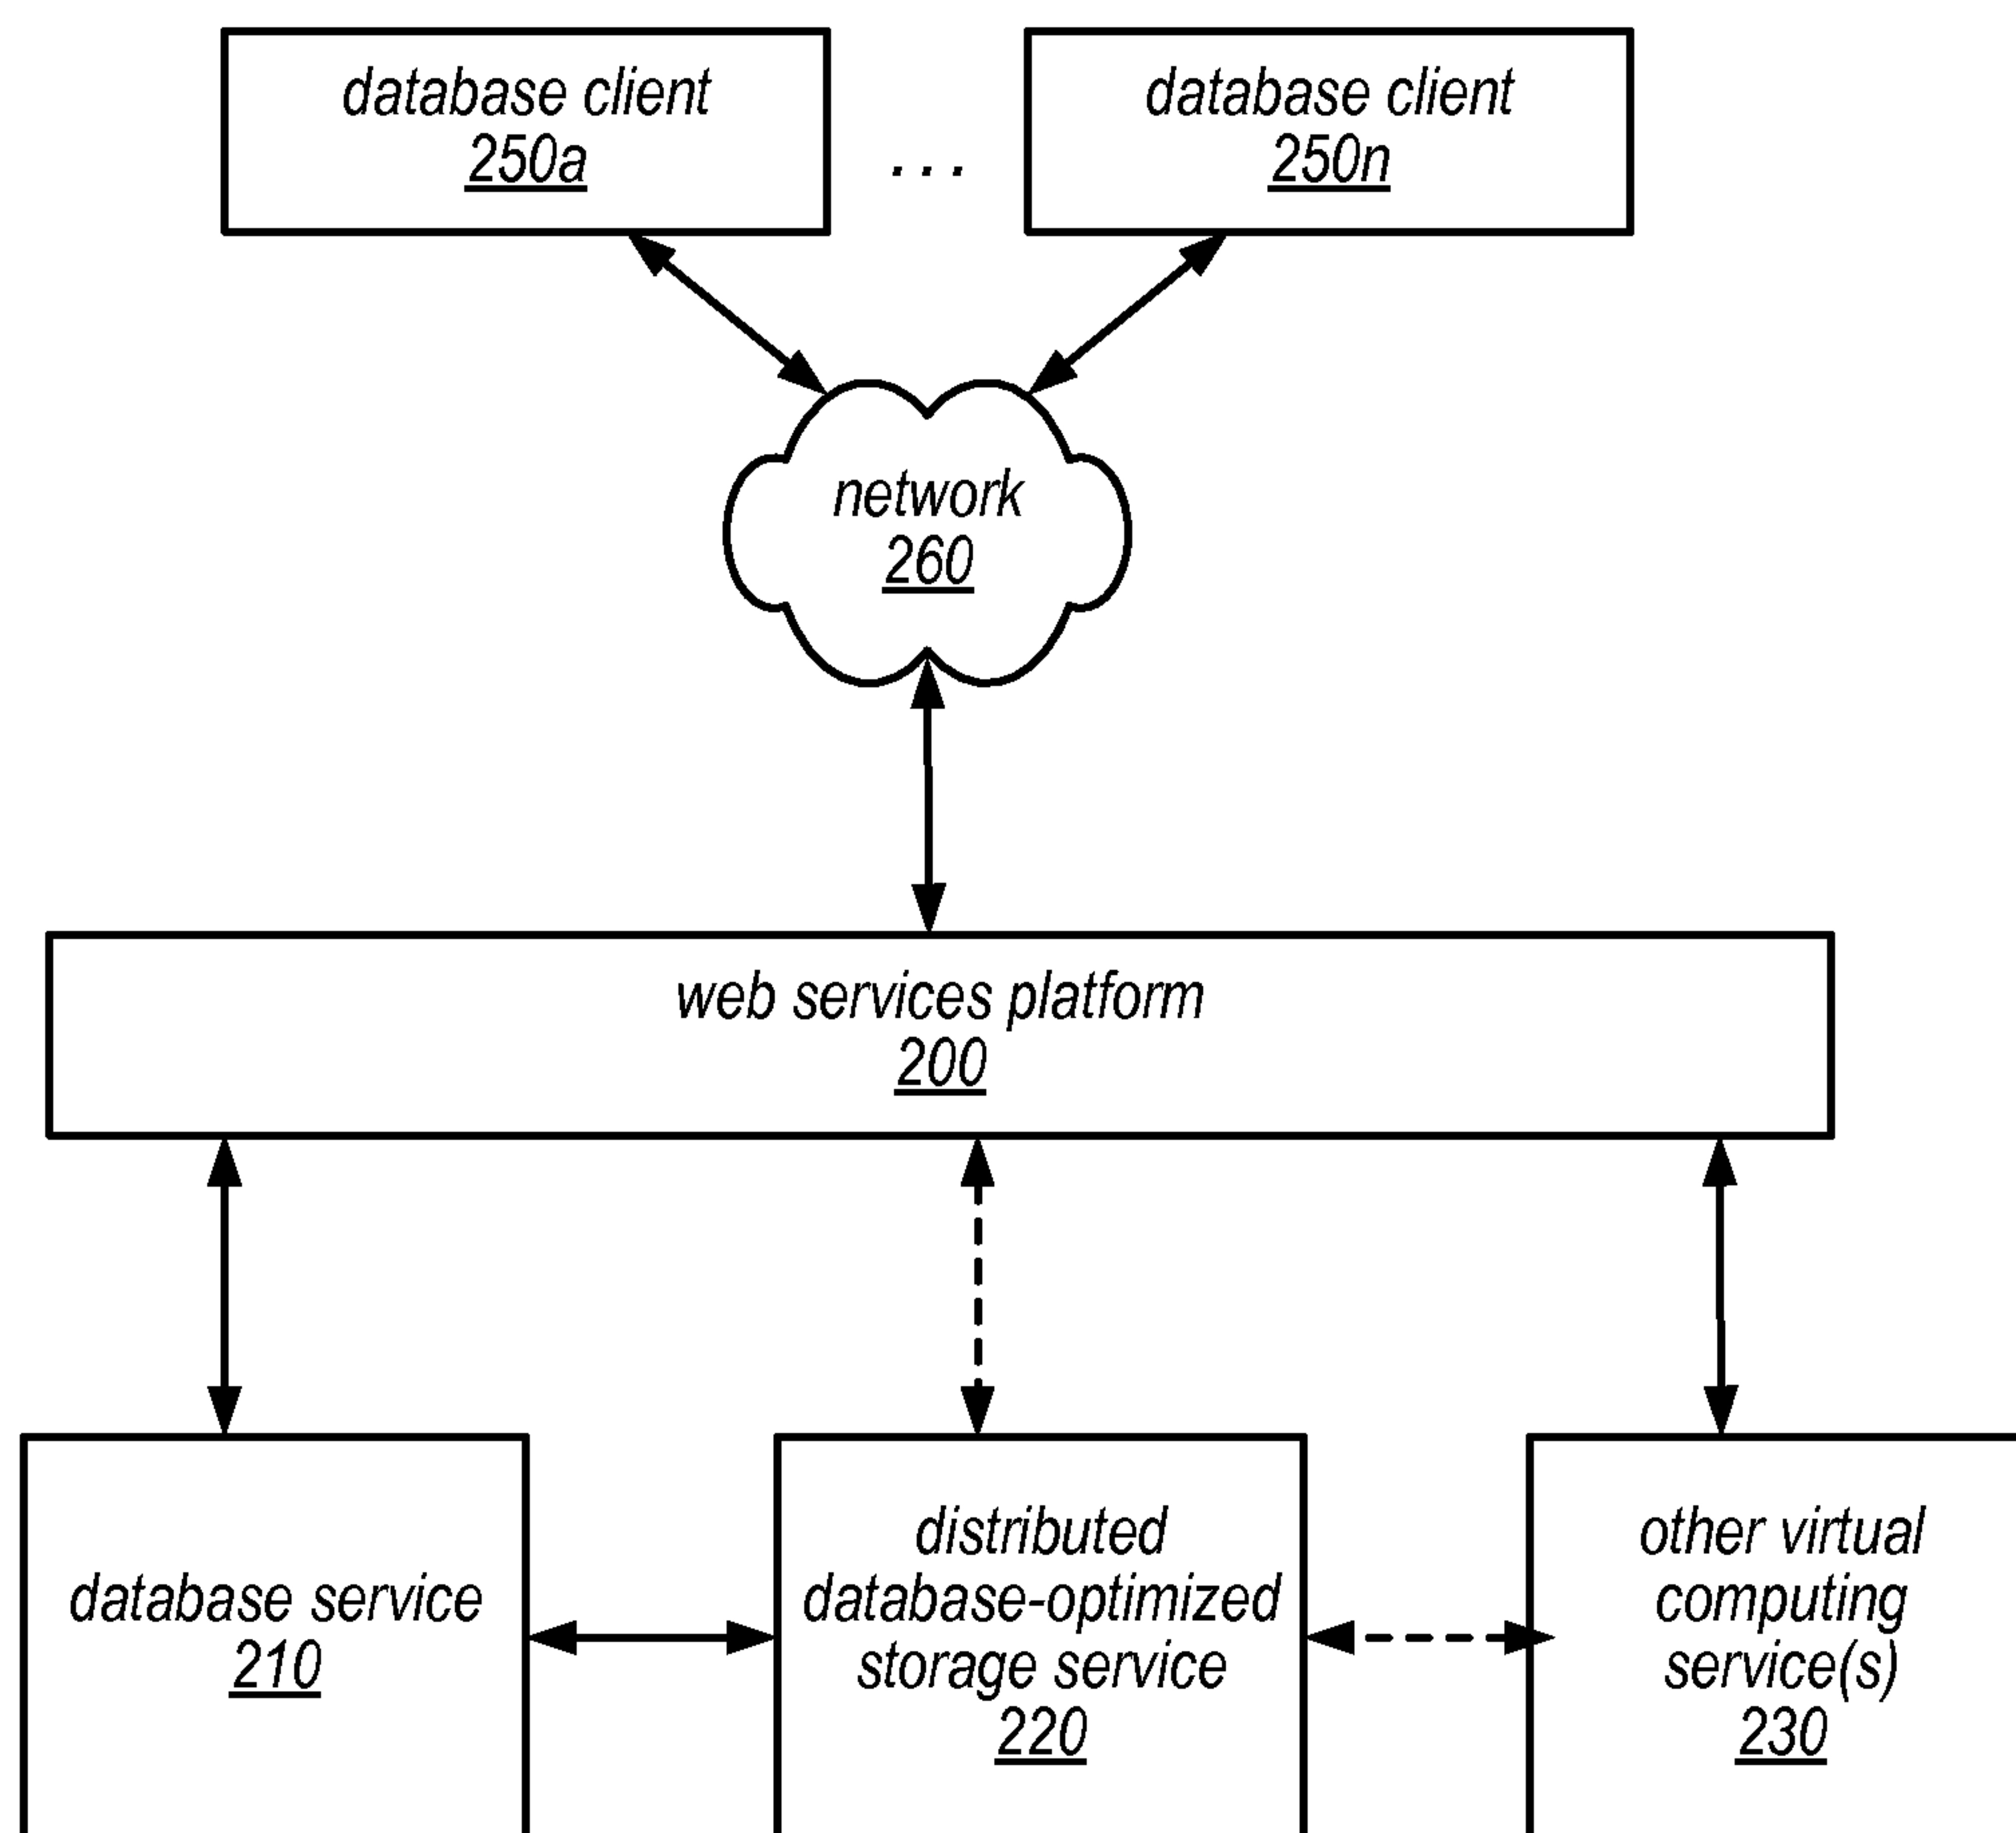 database client
250a
...
database client
250n
network
260
web services platform
200
database service
210
distributed
database-optimized
storage service
220
other virtual
computing
service(s)
230